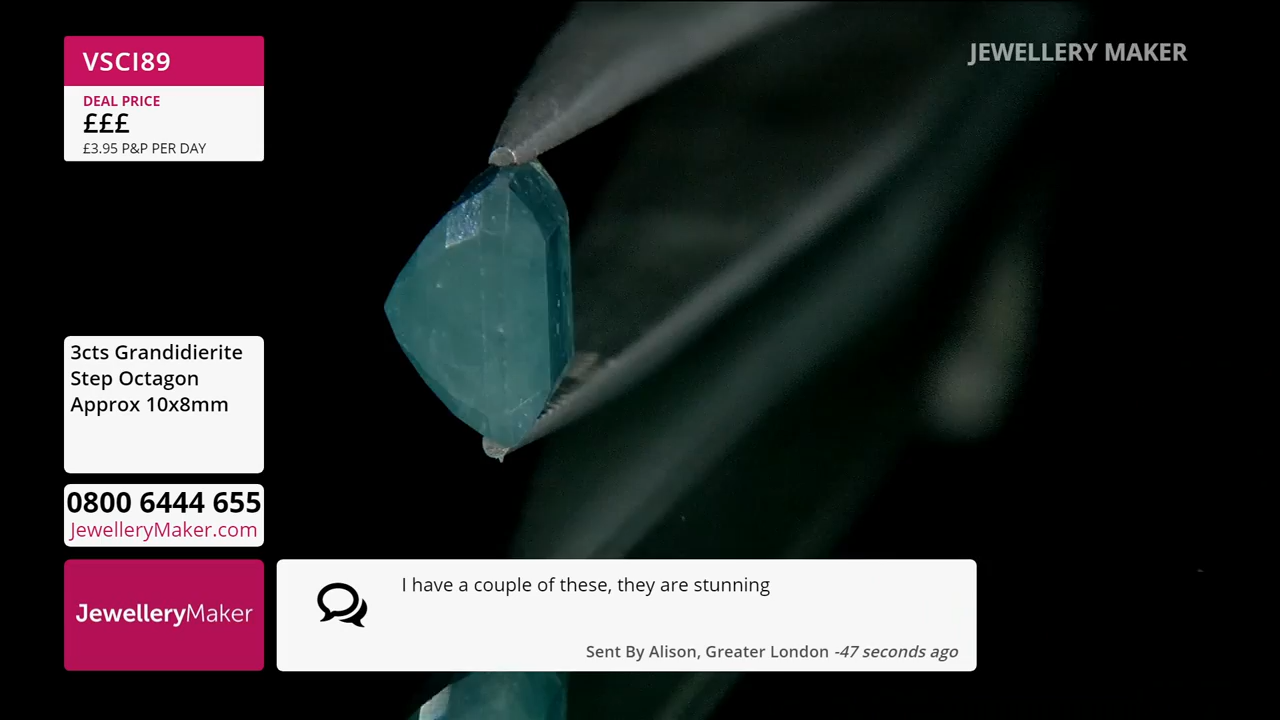 VSCI89
DEAL PRICE
£££
£3.95 P&P PER DAY
JEWELLERY MAKER
3cts Grandidierite
Step Octagon
Approx 10x8mm
0800 6444 655
JewelleryMaker.com
JewelleryMaker
I have a couple of these, they are stunning
Sent By Alison, Greater London -47 seconds ago